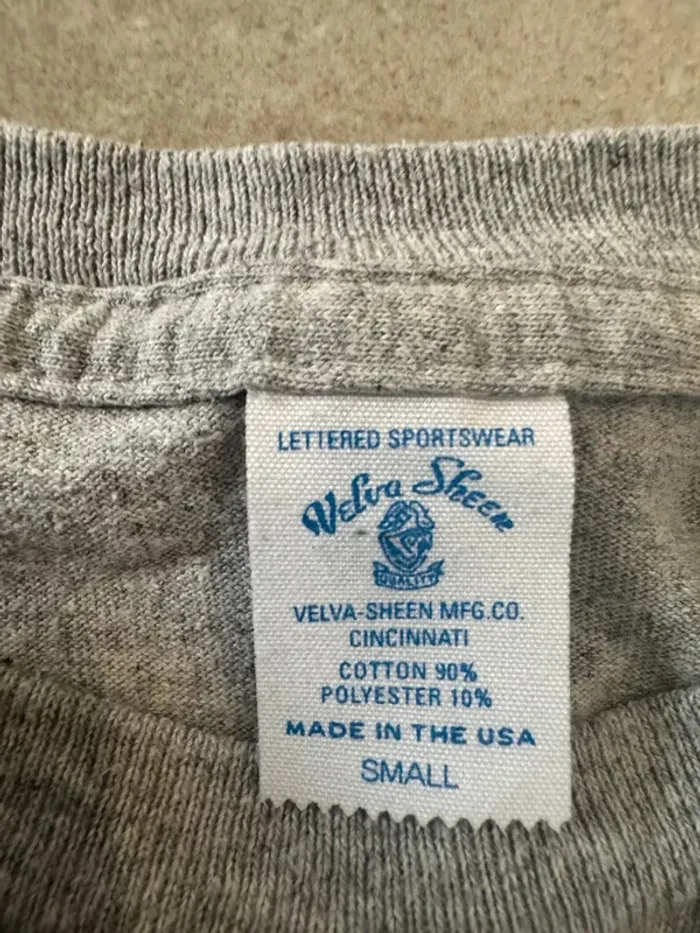 LETTERED SPORTSWEAR
Velva Sheen
QUALITY
VELVA-SHEEN MFG.CO.
CINCINNATI
COTTON 90%
POLYESTER 10%
MADE IN THE USA
SMALL